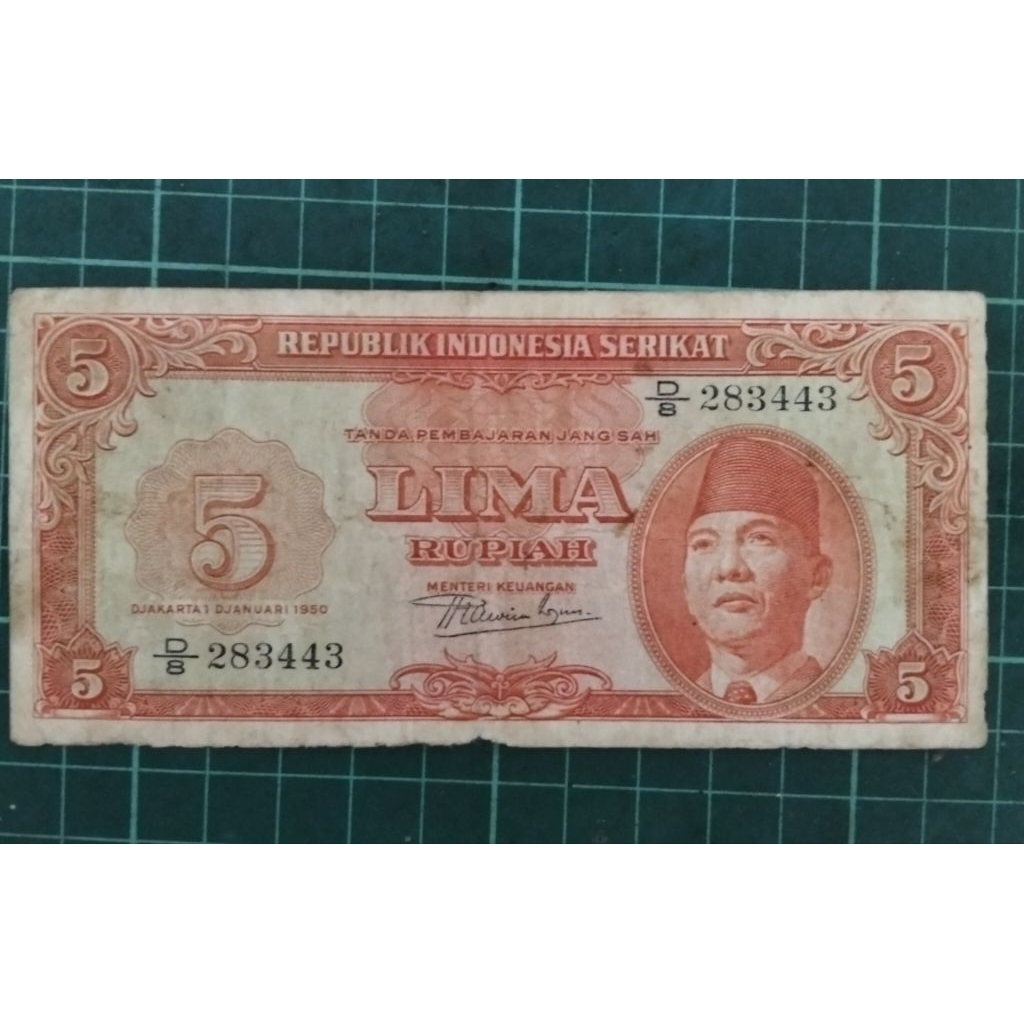 5 REPUBLIK INDONESIA SERIKAT 5
D/8 283443
TANDA PEMBAJARAN JANG SAH
5
LIMA
RUPIAH
MENTERI KEUANGAN
DJAKARTA 1 DJANUARI 1950
D/8 283443
5 5